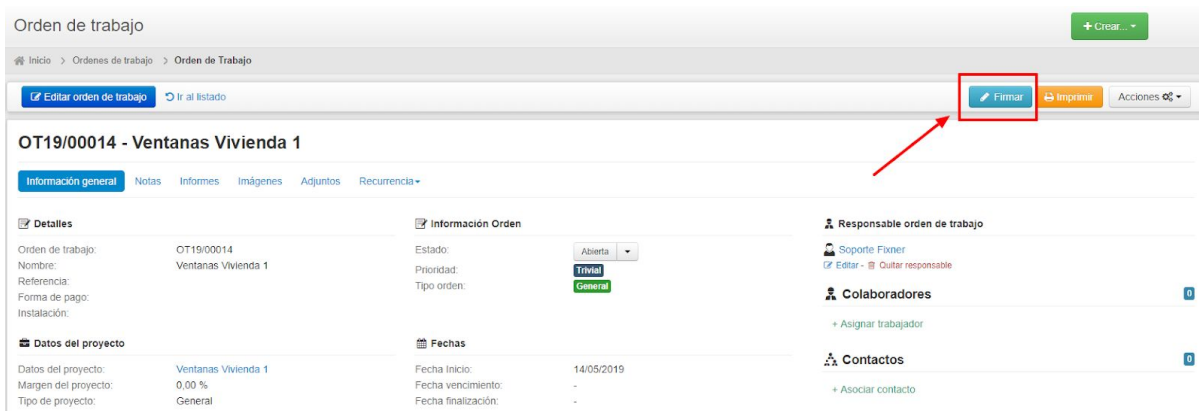 Orden de trabajo
+ Crear...
Inicio > Ordenes de trabajo > Orden de Trabajo
Editar orden de trabajo Ir al listado Firmar Imprimir Acciones
OT19/00014 - Ventanas Vivienda 1
Información general Notas Informes Imágenes Adjuntos Recurrencia
Detalles
Orden de trabajo: OT19/00014
Nombre: Ventanas Vivienda 1
Referencia:
Forma de pago:
Instalación:
Datos del proyecto
Datos del proyecto: Ventanas Vivienda 1
Margen del proyecto: 0,00 %
Tipo de proyecto: General
Información Orden
Estado: Abierta
Prioridad: Trivial
Tipo orden: General
Fechas
Fecha Inicio: 14/05/2019
Fecha vencimiento: -
Fecha finalización: -
Responsable orden de trabajo
Soporte Fixner
Editar - Quitar responsable
Colaboradores 0
+ Asignar trabajador
Contactos 0
+ Asociar contacto